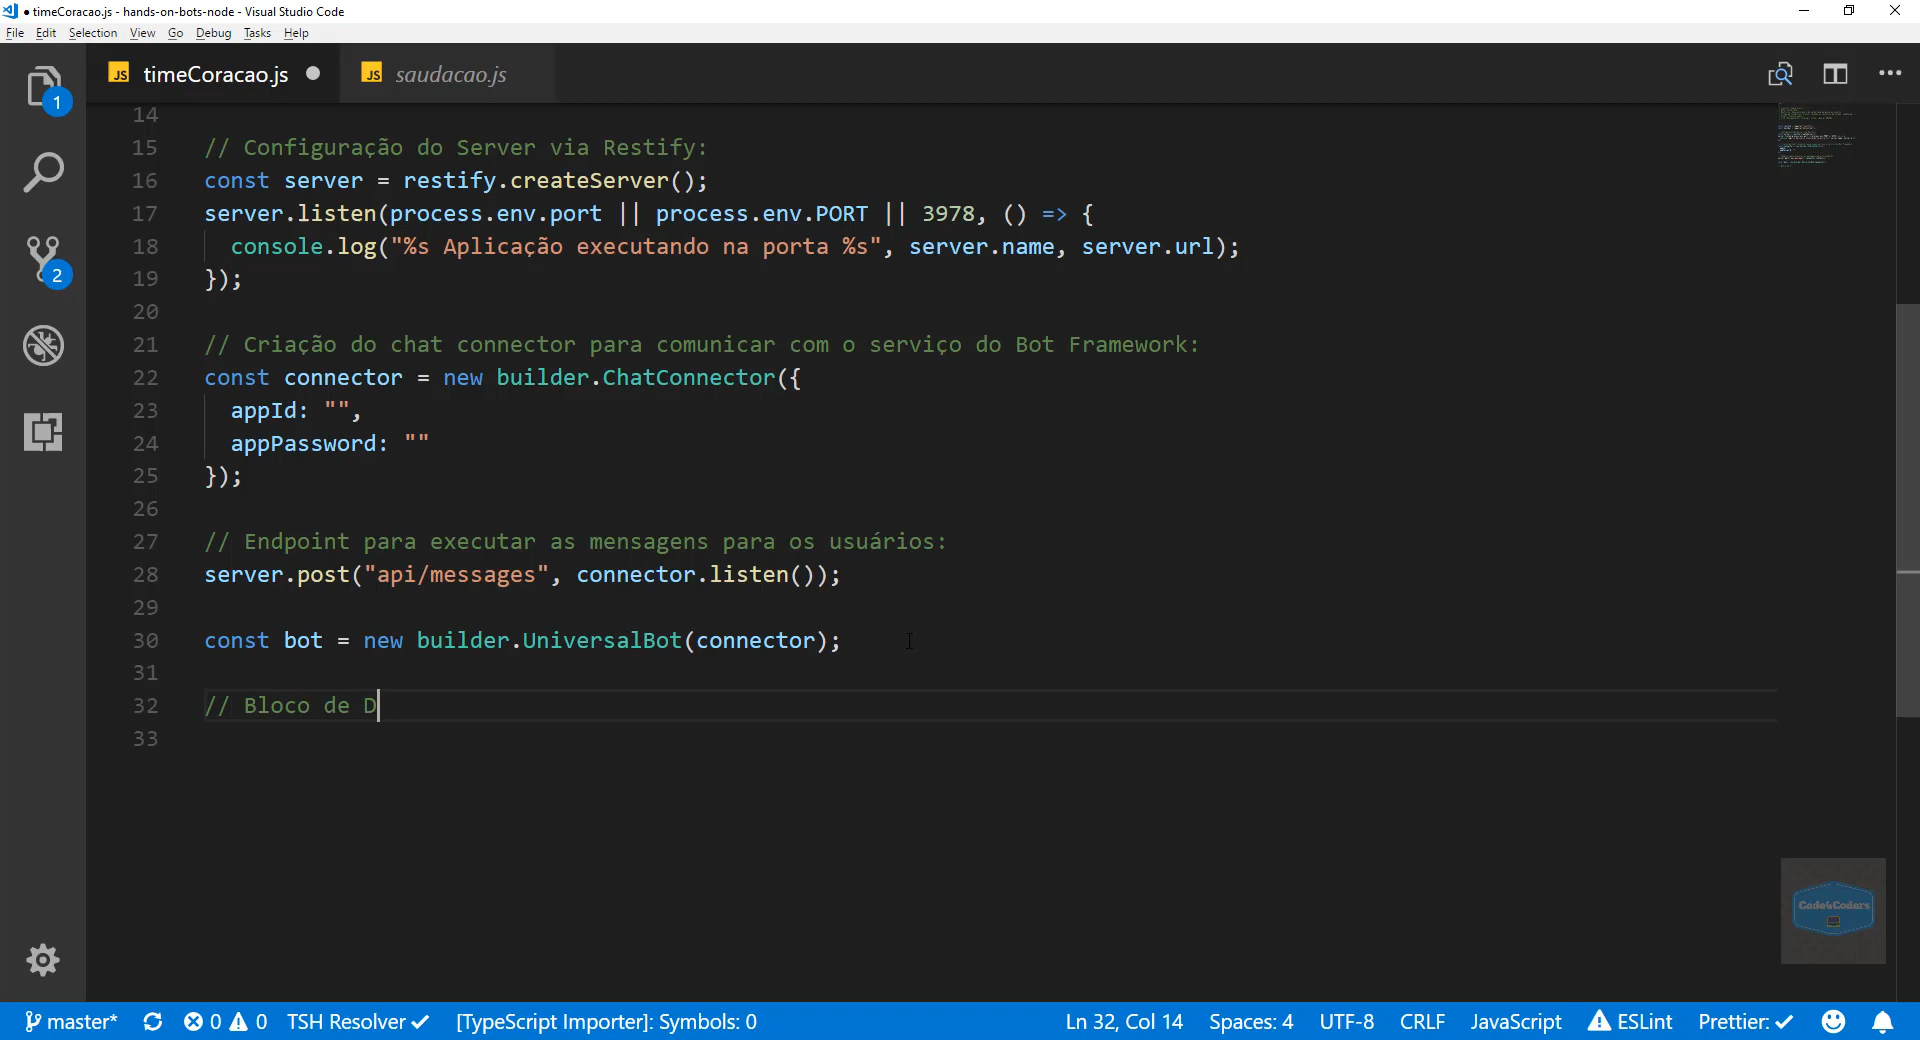 ● timeCoracao.js - hands-on-bots-node - Visual Studio Code
File Edit Selection View Go Debug Tasks Help
JS timeCoracao.js ● JS saudacao.js
1
2
14
15 // Configuração do Server via Restify:
16 const server = restify.createServer();
17 server.listen(process.env.port || process.env.PORT || 3978, () => {
18 console.log("%s Aplicação executando na porta %s", server.name, server.url);
19 });
20
21 // Criação do chat connector para comunicar com o serviço do Bot Framework:
22 const connector = new builder.ChatConnector({
23 appId: "",
24 appPassword: ""
25 });
26
27 // Endpoint para executar as mensagens para os usuários:
28 server.post("api/messages", connector.listen());
29
30 const bot = new builder.UniversalBot(connector);
31
32 // Bloco de D
33
Code4Coders
master* 0 0 TSH Resolver [TypeScript Importer]: Symbols: 0 Ln 32, Col 14 Spaces: 4 UTF-8 CRLF JavaScript ESLint Prettier: